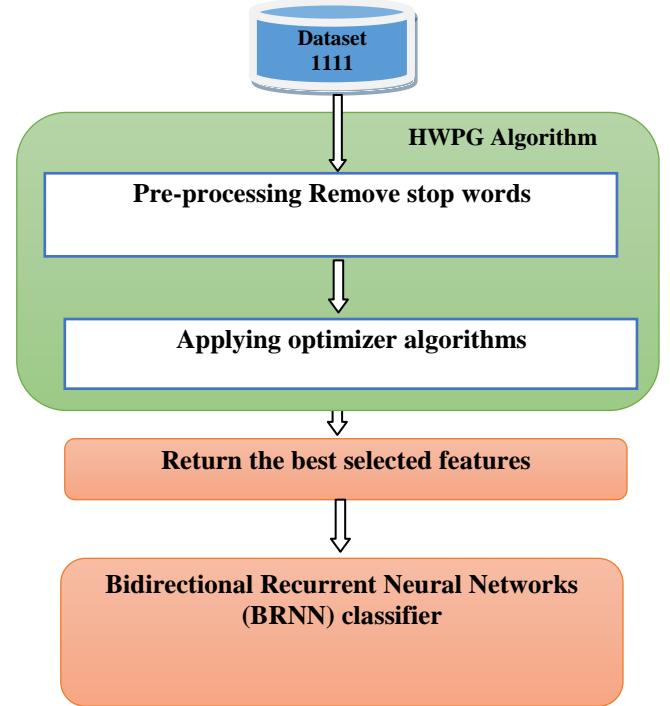 Dataset
1111
HWPG Algorithm
Pre-processing Remove stop words
Applying optimizer algorithms
Return the best selected features
Bidirectional Recurrent Neural Networks
(BRNN) classifier